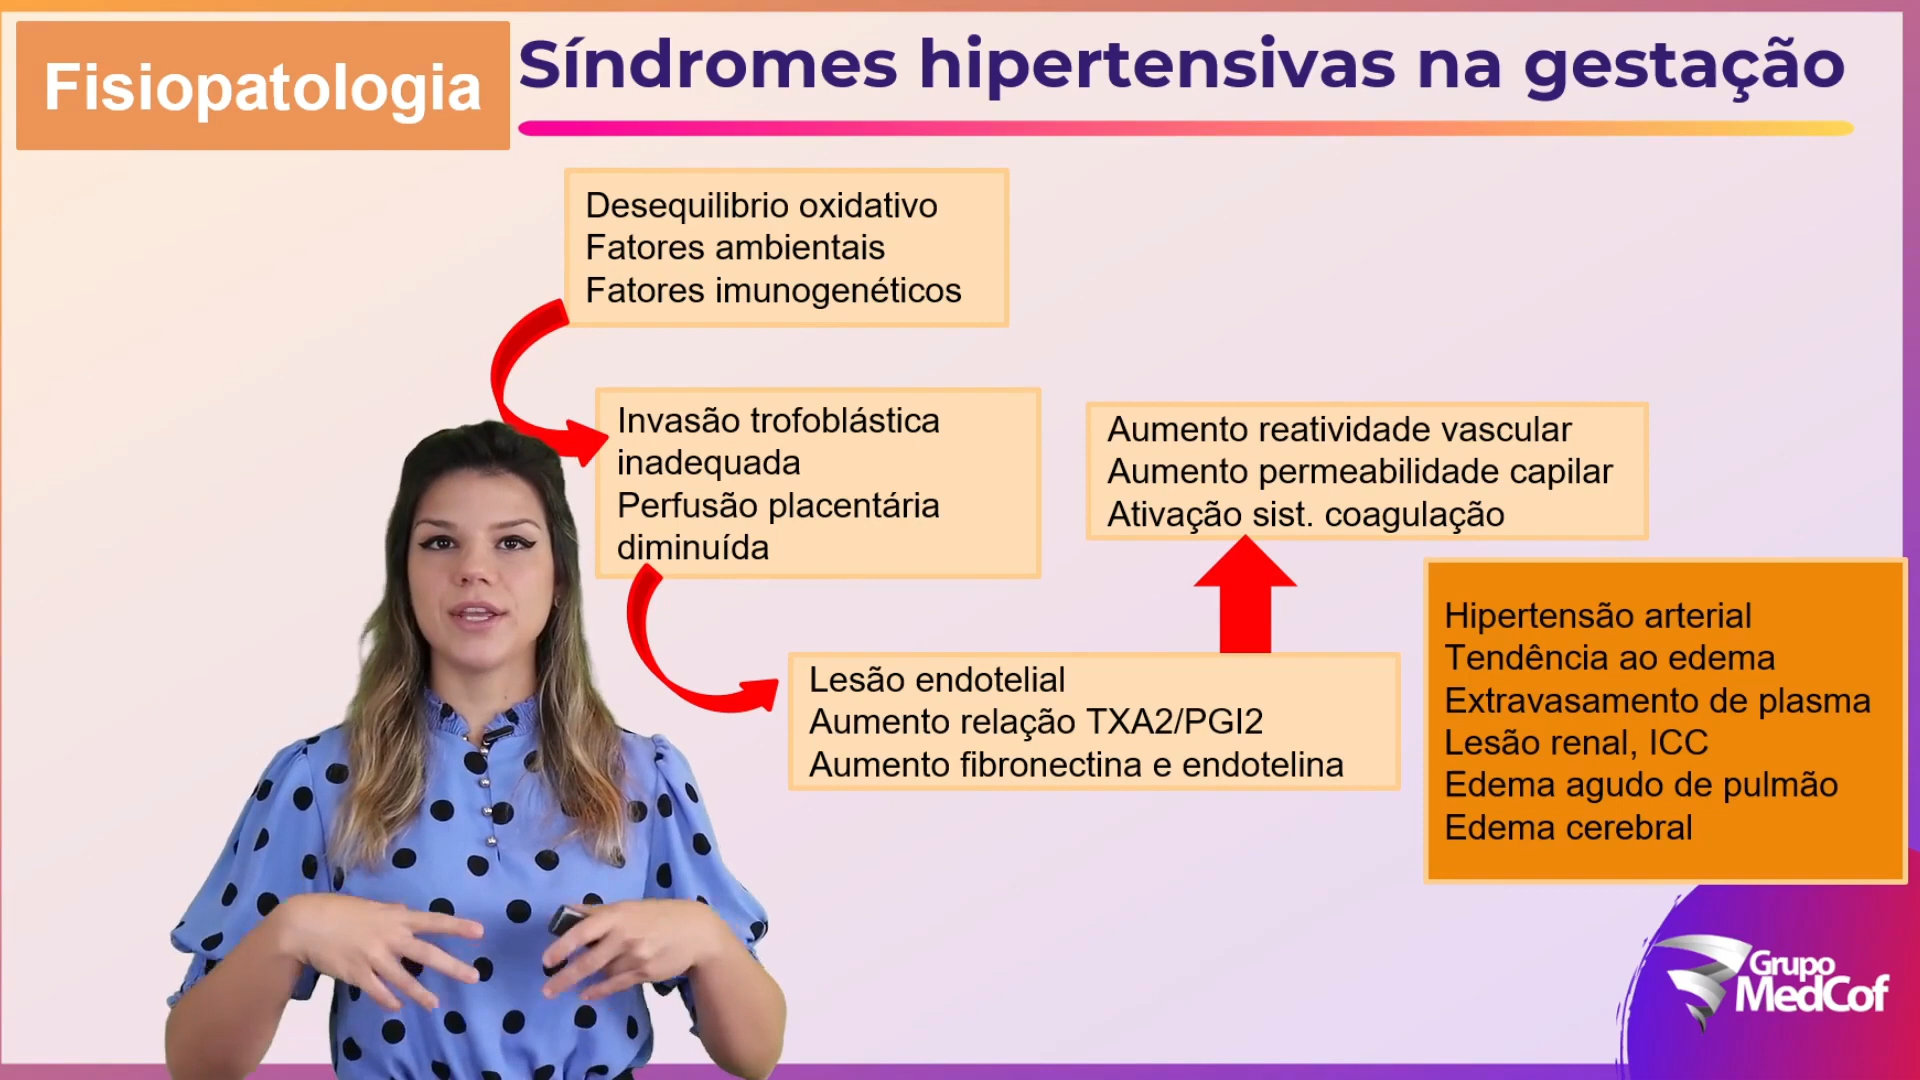 Fisiopatologia
Síndromes hipertensivas na gestação
Desequilibrio oxidativo
Fatores ambientais
Fatores imunogenéticos
Invasão trofoblástica
inadequada
Perfusão placentária
diminuída
Aumento reatividade vascular
Aumento permeabilidade capilar
Ativação sist. coagulação
Lesão endotelial
Aumento relação TXA2/PGI2
Aumento fibronectina e endotelina
Hipertensão arterial
Tendência ao edema
Extravasamento de plasma
Lesão renal, ICC
Edema agudo de pulmão
Edema cerebral
Grupo
MedCof